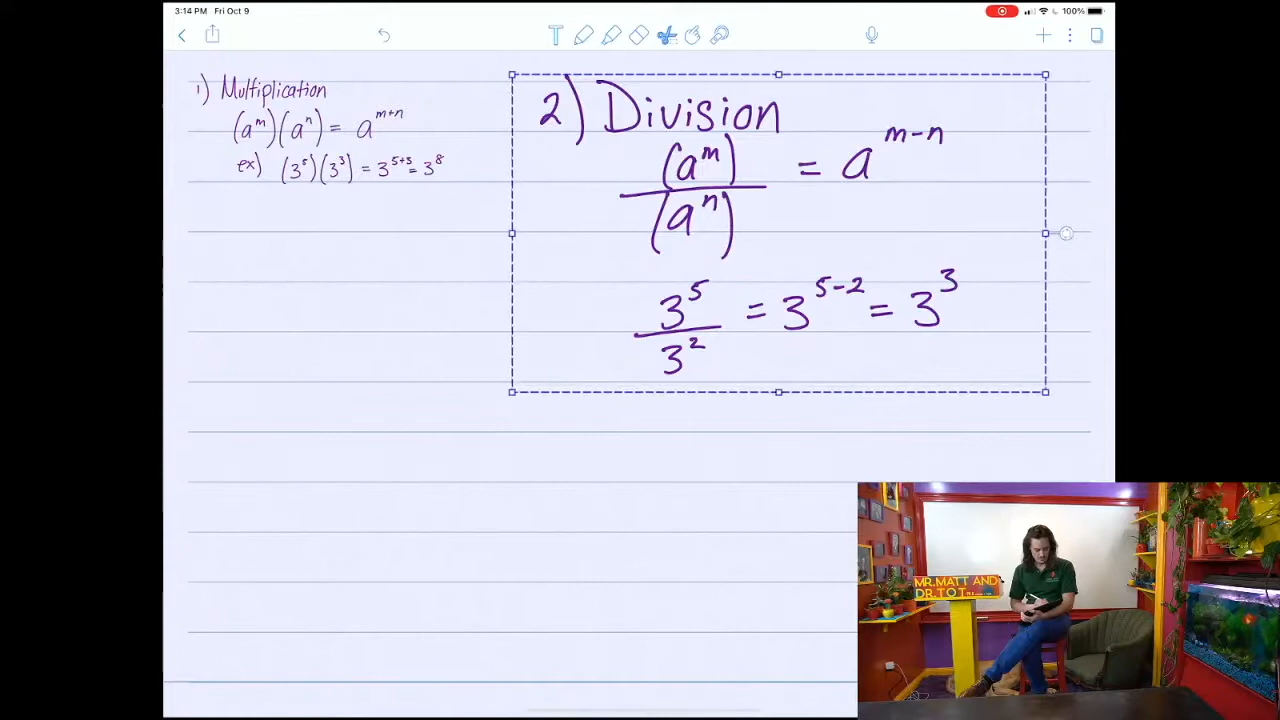 3:14 PM Fri Oct 9
100%
1) Multiplication
(a^m)(a^n) = a^{m+n}
ex) (3^5)(3^3) = 3^{5+3} = 3^8
2) Division
(a^m)/(a^n) = a^{m-n}
3^5/3^2 = 3^{5-2} = 3^3
MR. MATT AND
DR. T.O.T.